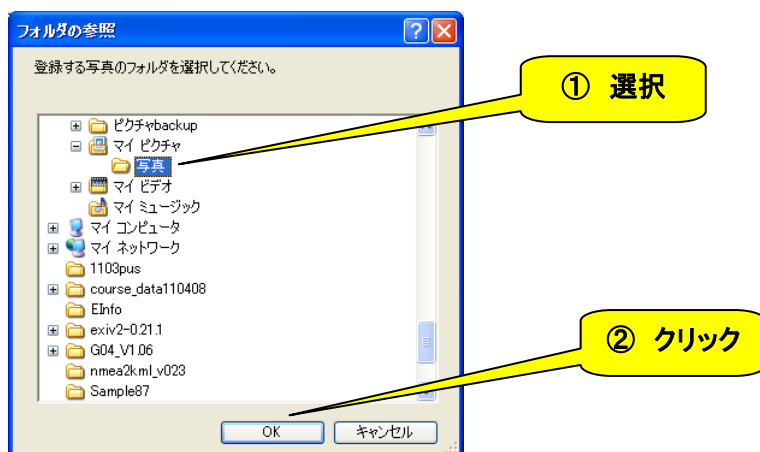 フォルダの参照
登録する写真のフォルダを選択してください。
① 選択
ピクチャbackup
マイ ピクチャ
写真
マイ ビデオ
マイ ミュージック
マイ コンピュータ
マイ ネットワーク
1103pus
course_data110408
EInfo
exiv2-0.21.1
G04_V1.06
nmea2kml_v023
Sample87
② クリック
OK
キャンセル